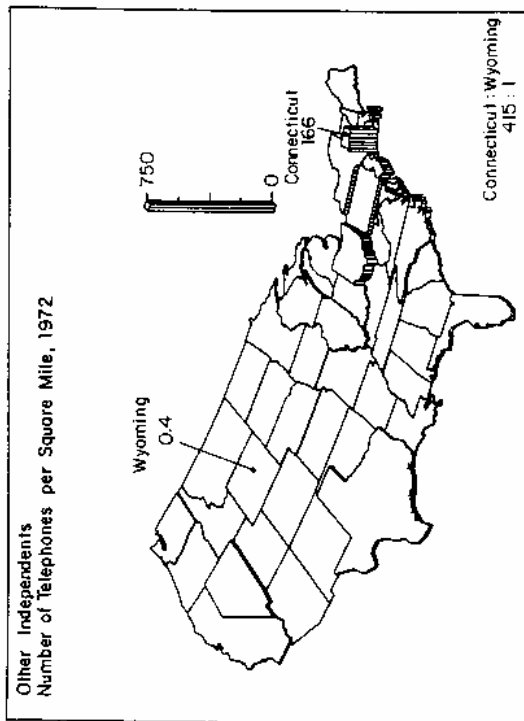 Other Independents
Number of Telephones per Square Mile, 1972
Wyoming
0.4
750
0
Connecticut
166
Connecticut : Wyoming
415 : 1